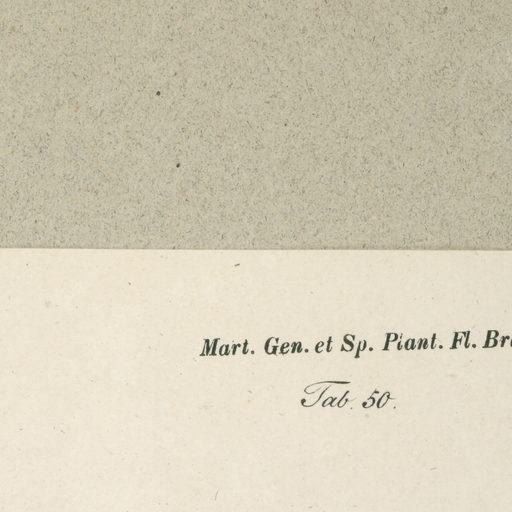 Mart. Gen. et Sp. Plant. Fl. Br
Tab. 50.